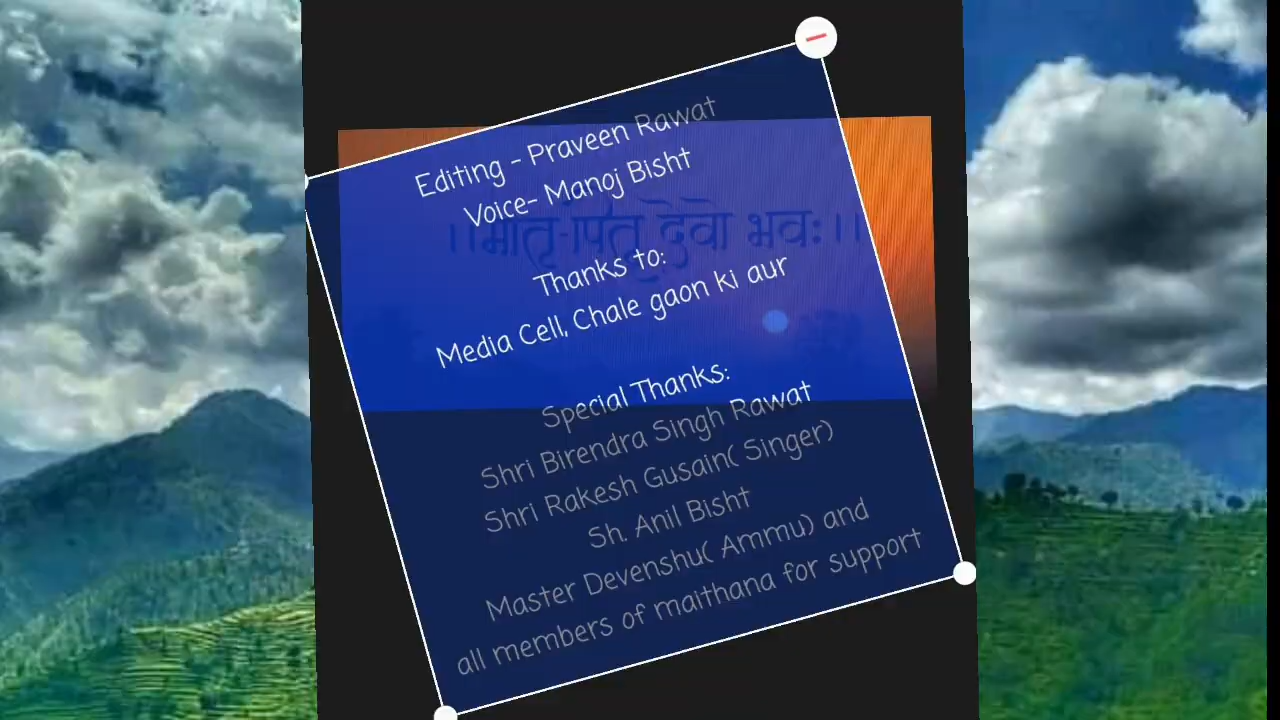 Editing - Praveen Rawat
Voice- Manoj Bisht
।।मातृ-पितृ देवो भवः।।
Thanks to:
Media Cell, Chale gaon ki aur
Special Thanks:
Shri Birendra Singh Rawat
Shri Rakesh Gusain( Singer)
Sh. Anil Bisht
Master Devenshu( Ammu) and
all members of maithana for support